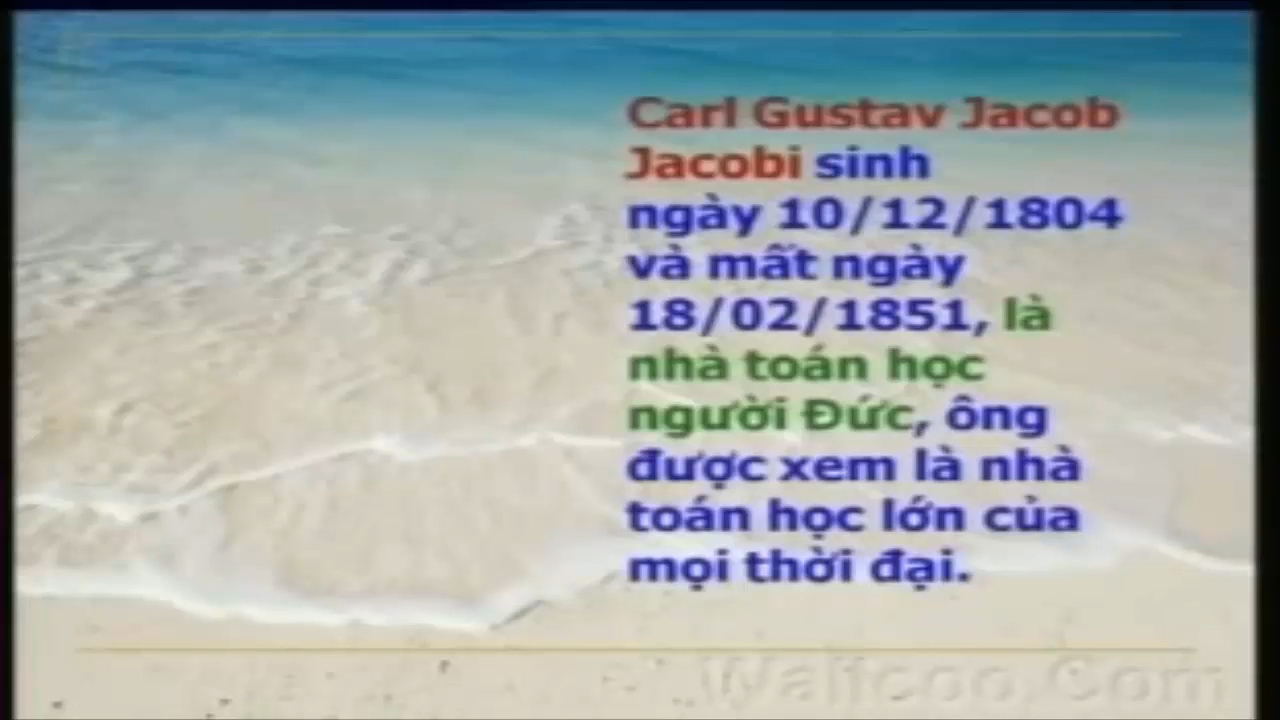 Carl Gustav Jacob
Jacobi sinh
ngày 10/12/1804
và mất ngày
18/02/1851, là
nhà toán học
người Đức, ông
được xem là nhà
toán học lớn của
mọi thời đại.